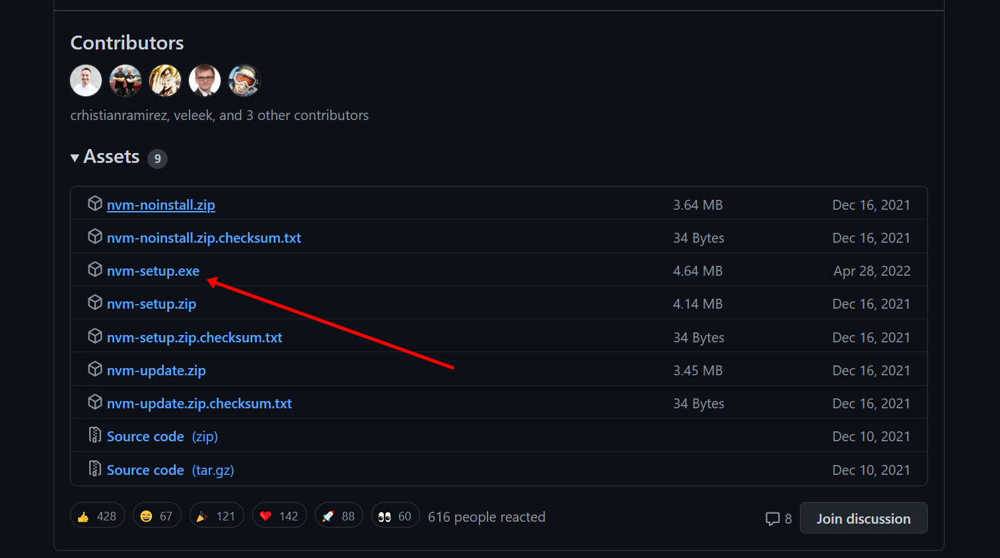 Contributors
crhistianramirez, veleek, and 3 other contributors
Assets 9
nvm-noinstall.zip 3.64 MB Dec 16, 2021
nvm-noinstall.zip.checksum.txt 34 Bytes Dec 16, 2021
nvm-setup.exe 4.64 MB Apr 28, 2022
nvm-setup.zip 4.14 MB Dec 16, 2021
nvm-setup.zip.checksum.txt 34 Bytes Dec 16, 2021
nvm-update.zip 3.45 MB Dec 16, 2021
nvm-update.zip.checksum.txt 34 Bytes Dec 16, 2021
Source code (zip) Dec 10, 2021
Source code (tar.gz) Dec 10, 2021
👍 428 😄 67 🎉 121 ❤️ 142 🚀 88 👀 60 616 people reacted 8 Join discussion